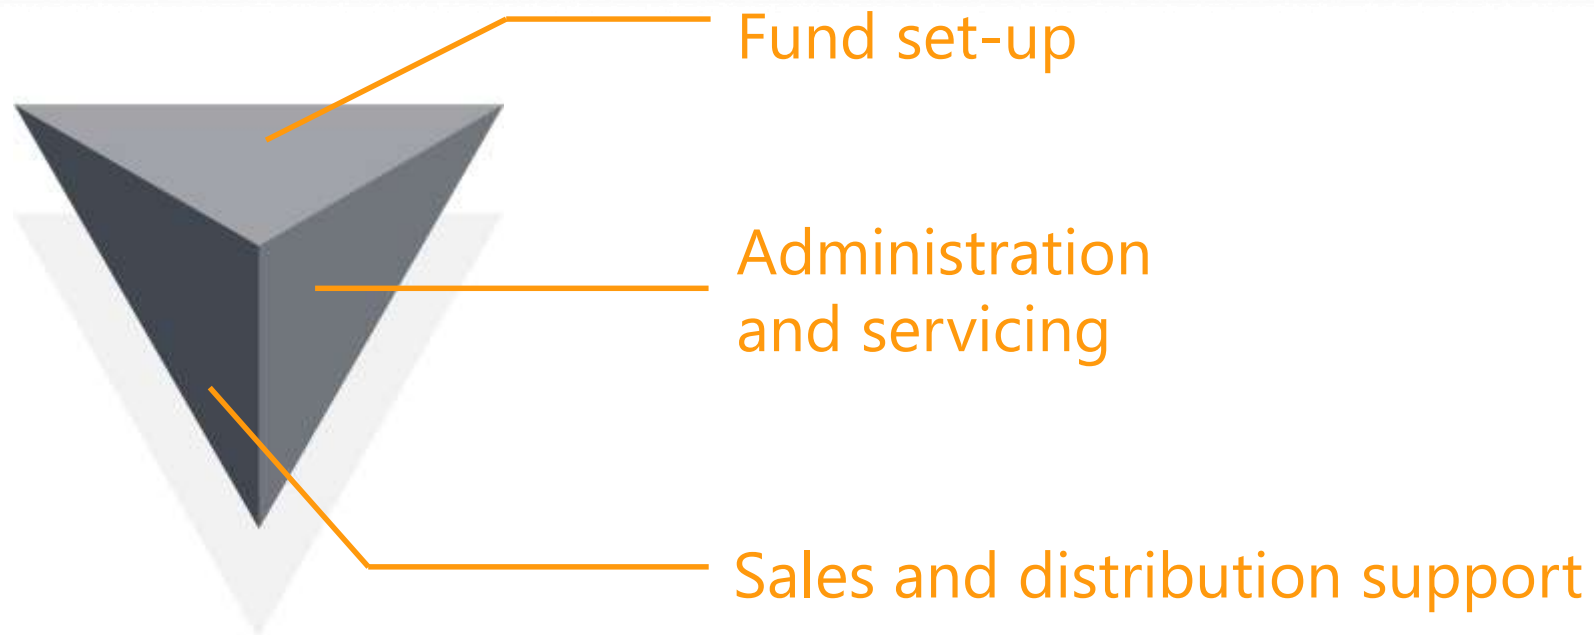 Fund set-up
Administration
and servicing
Sales and distribution support